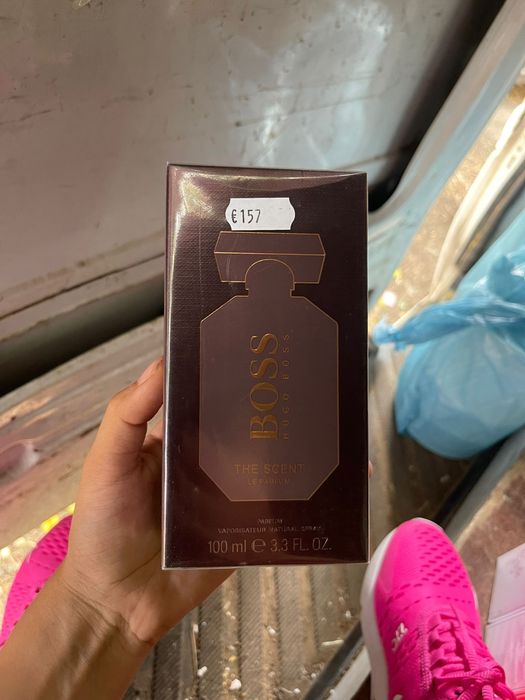 €157
BOSS
HUGO BOSS
THE SCENT
LE PARFUM
PARFUM
VAPORISATEUR NATURAL SPRAY
100 ml ℮ 3.3 FL. OZ.